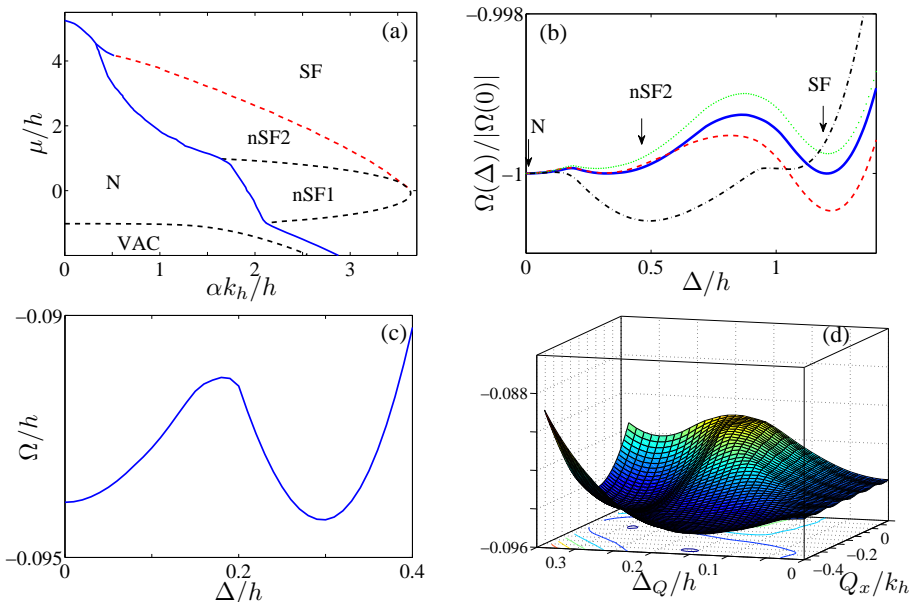 (a)
SF
nSF2
N
nSF1
VAC
4
2
0
μ/h
0
1
2
3
αk_h/h
(b)
-0.998
-1
N
nSF2
SF
Ω(Δ)/|Ω(0)|
0
0.5
1
Δ/h
(c)
-0.09
-0.095
Ω/h
0
0.2
0.4
Δ/h
(d)
-0.088
-0.096
0.3
0.2
0.1
0
Δ_Q/h
0
-0.2
-0.4
Q_x/k_h